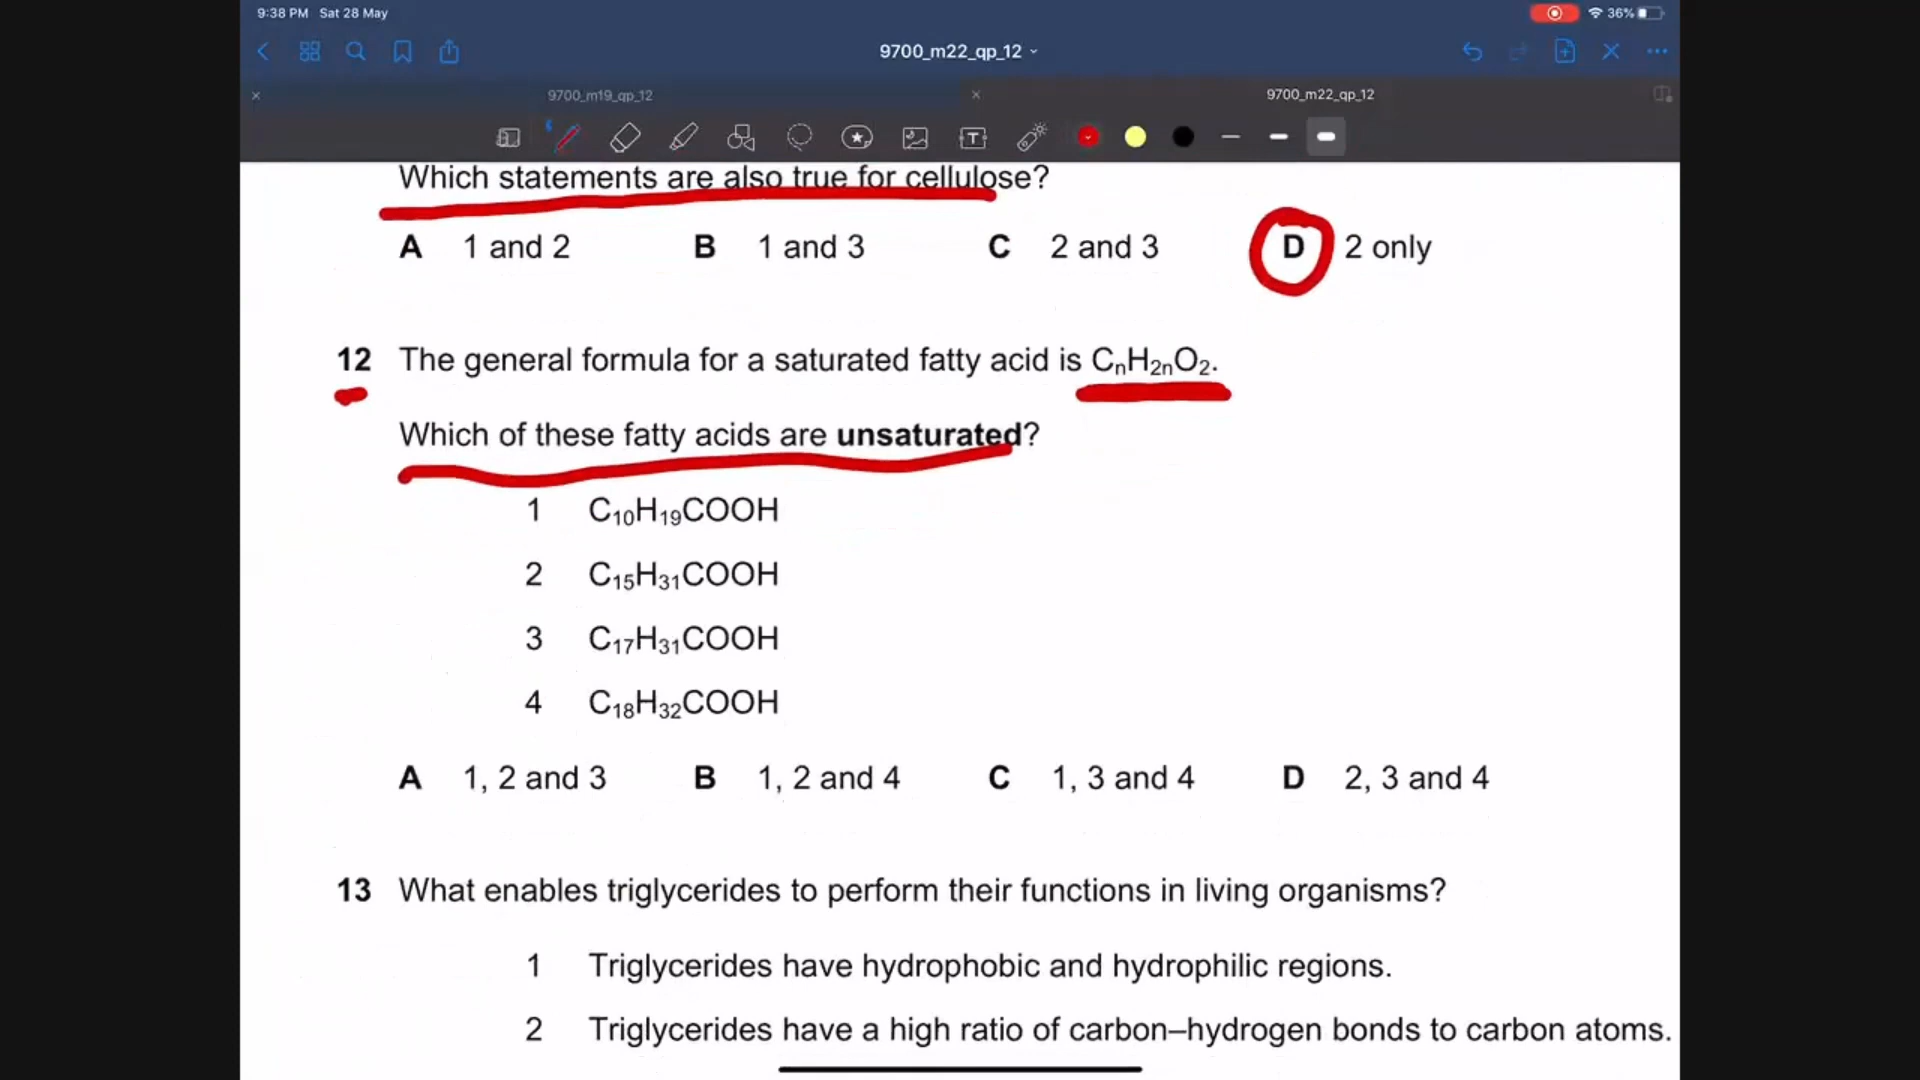 9:38 PM Sat 28 May
36%
9700_m22_qp_12
9700_m19_qp_12
9700_m22_qp_12
Which statements are also true for cellulose?
A 1 and 2 B 1 and 3 C 2 and 3 D 2 only
12 The general formula for a saturated fatty acid is CₙH₂ₙO₂.
Which of these fatty acids are unsaturated?
1 C₁₀H₁₉COOH
2 C₁₅H₃₁COOH
3 C₁₇H₃₁COOH
4 C₁₈H₃₂COOH
A 1, 2 and 3 B 1, 2 and 4 C 1, 3 and 4 D 2, 3 and 4
13 What enables triglycerides to perform their functions in living organisms?
1 Triglycerides have hydrophobic and hydrophilic regions.
2 Triglycerides have a high ratio of carbon–hydrogen bonds to carbon atoms.